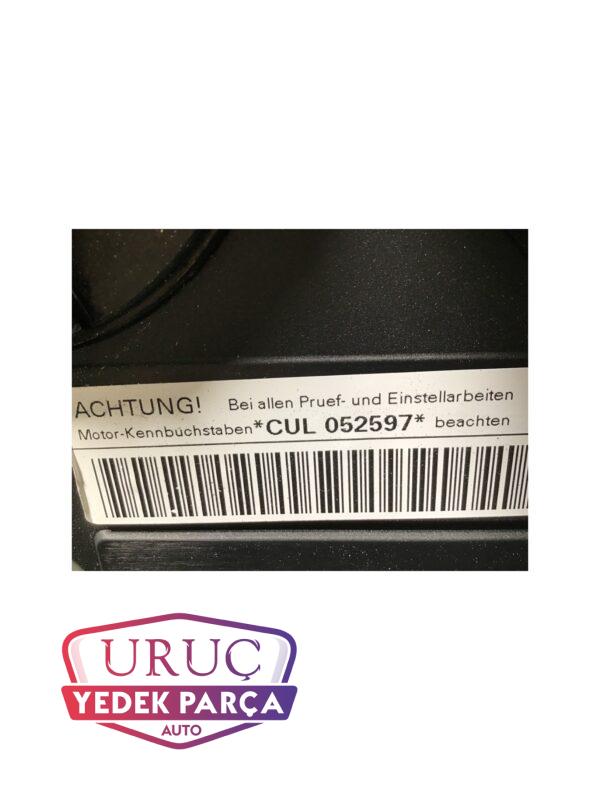 ACHTUNG! Bei allen Pruef- und Einstellarbeiten
Motor-Kennbuchstaben*CUL 052597* beachten
URUÇ
YEDEK PARÇA
AUTO